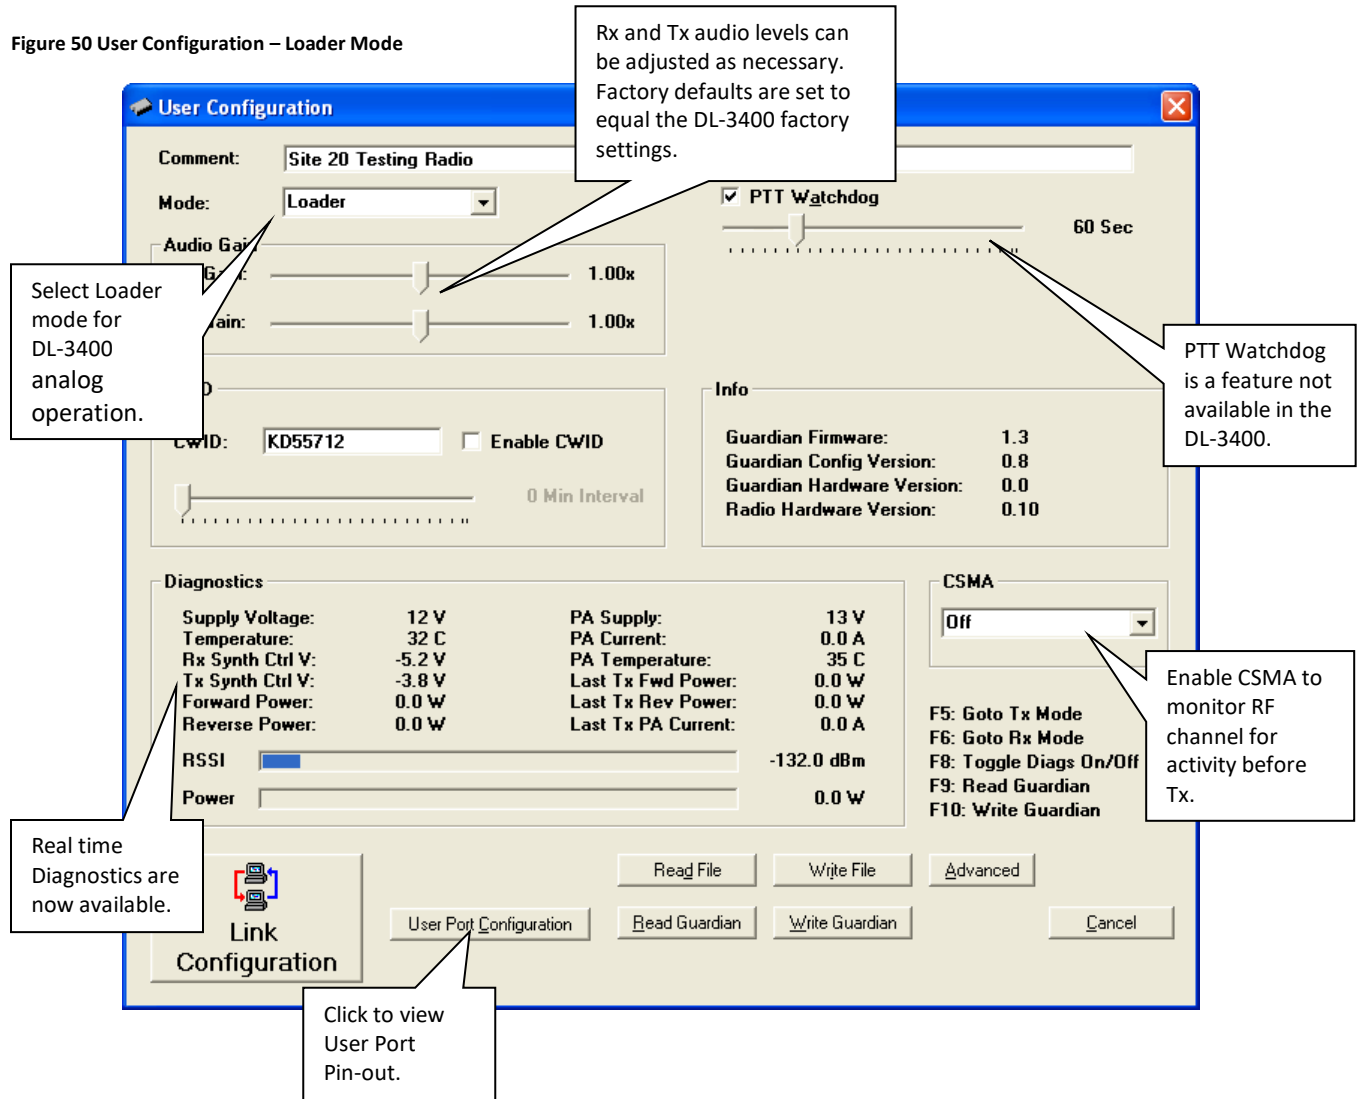 Figure 50 User Configuration – Loader Mode
Rx and Tx audio levels can
be adjusted as necessary.
Factory defaults are set to
equal the DL-3400 factory
settings.
User Configuration
Comment: Site 20 Testing Radio
Mode: Loader
PTT Watchdog
60 Sec
Audio Gain
1.00x
1.00x
Select Loader
mode for
DL-3400
analog
operation.
PTT Watchdog
is a feature not
available in the
DL-3400.
CWID: KD55712 Enable CWID
0 Min Interval
Info
Guardian Firmware: 1.3
Guardian Config Version: 0.8
Guardian Hardware Version: 0.0
Radio Hardware Version: 0.10
Diagnostics
Supply Voltage: 12 V PA Supply: 13 V
Temperature: 32 C PA Current: 0.0 A
Rx Synth Ctrl V: -5.2 V PA Temperature: 35 C
Tx Synth Ctrl V: -3.8 V Last Tx Fwd Power: 0.0 W
Forward Power: 0.0 W Last Tx Rev Power: 0.0 W
Reverse Power: 0.0 W Last Tx PA Current: 0.0 A
RSSI -132.0 dBm
Power 0.0 W
CSMA
Off
Enable CSMA to
monitor RF
channel for
activity before
Tx.
F5: Goto Tx Mode
F6: Goto Rx Mode
F8: Toggle Diags On/Off
F9: Read Guardian
F10: Write Guardian
Real time
Diagnostics are
now available.
Link
Configuration
User Port Configuration
Read File
Write File
Advanced
Read Guardian
Write Guardian
Cancel
Click to view
User Port
Pin-out.